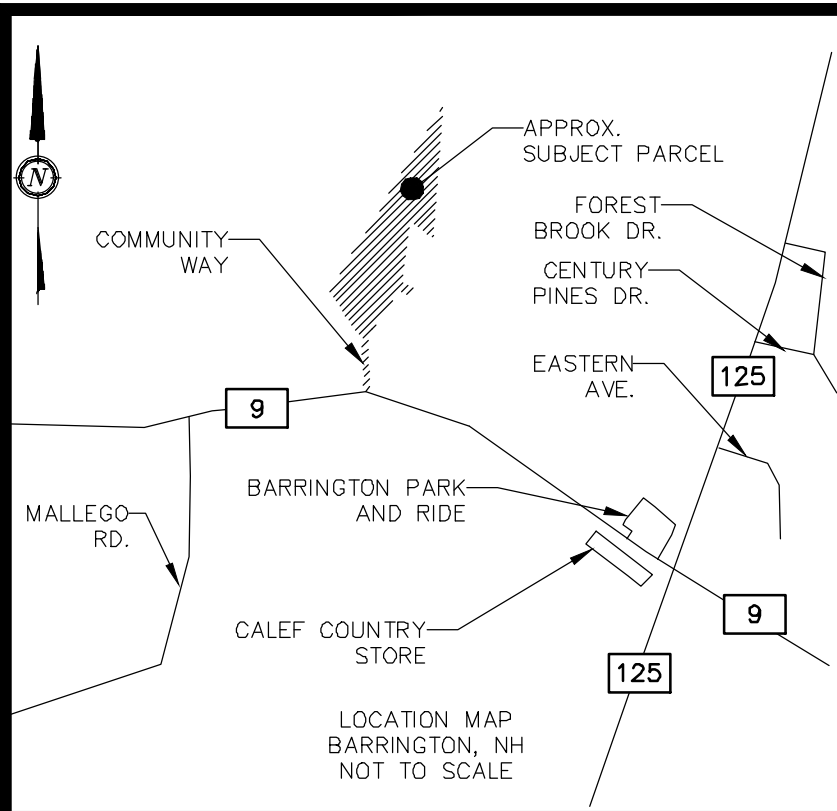 N
APPROX.
SUBJECT PARCEL
FOREST
BROOK DR.
COMMUNITY
WAY
CENTURY
PINES DR.
EASTERN
AVE.
125
9
BARRINGTON PARK
AND RIDE
MALLEGO
RD.
CALEF COUNTRY
STORE
9
125
LOCATION MAP
BARRINGTON, NH
NOT TO SCALE